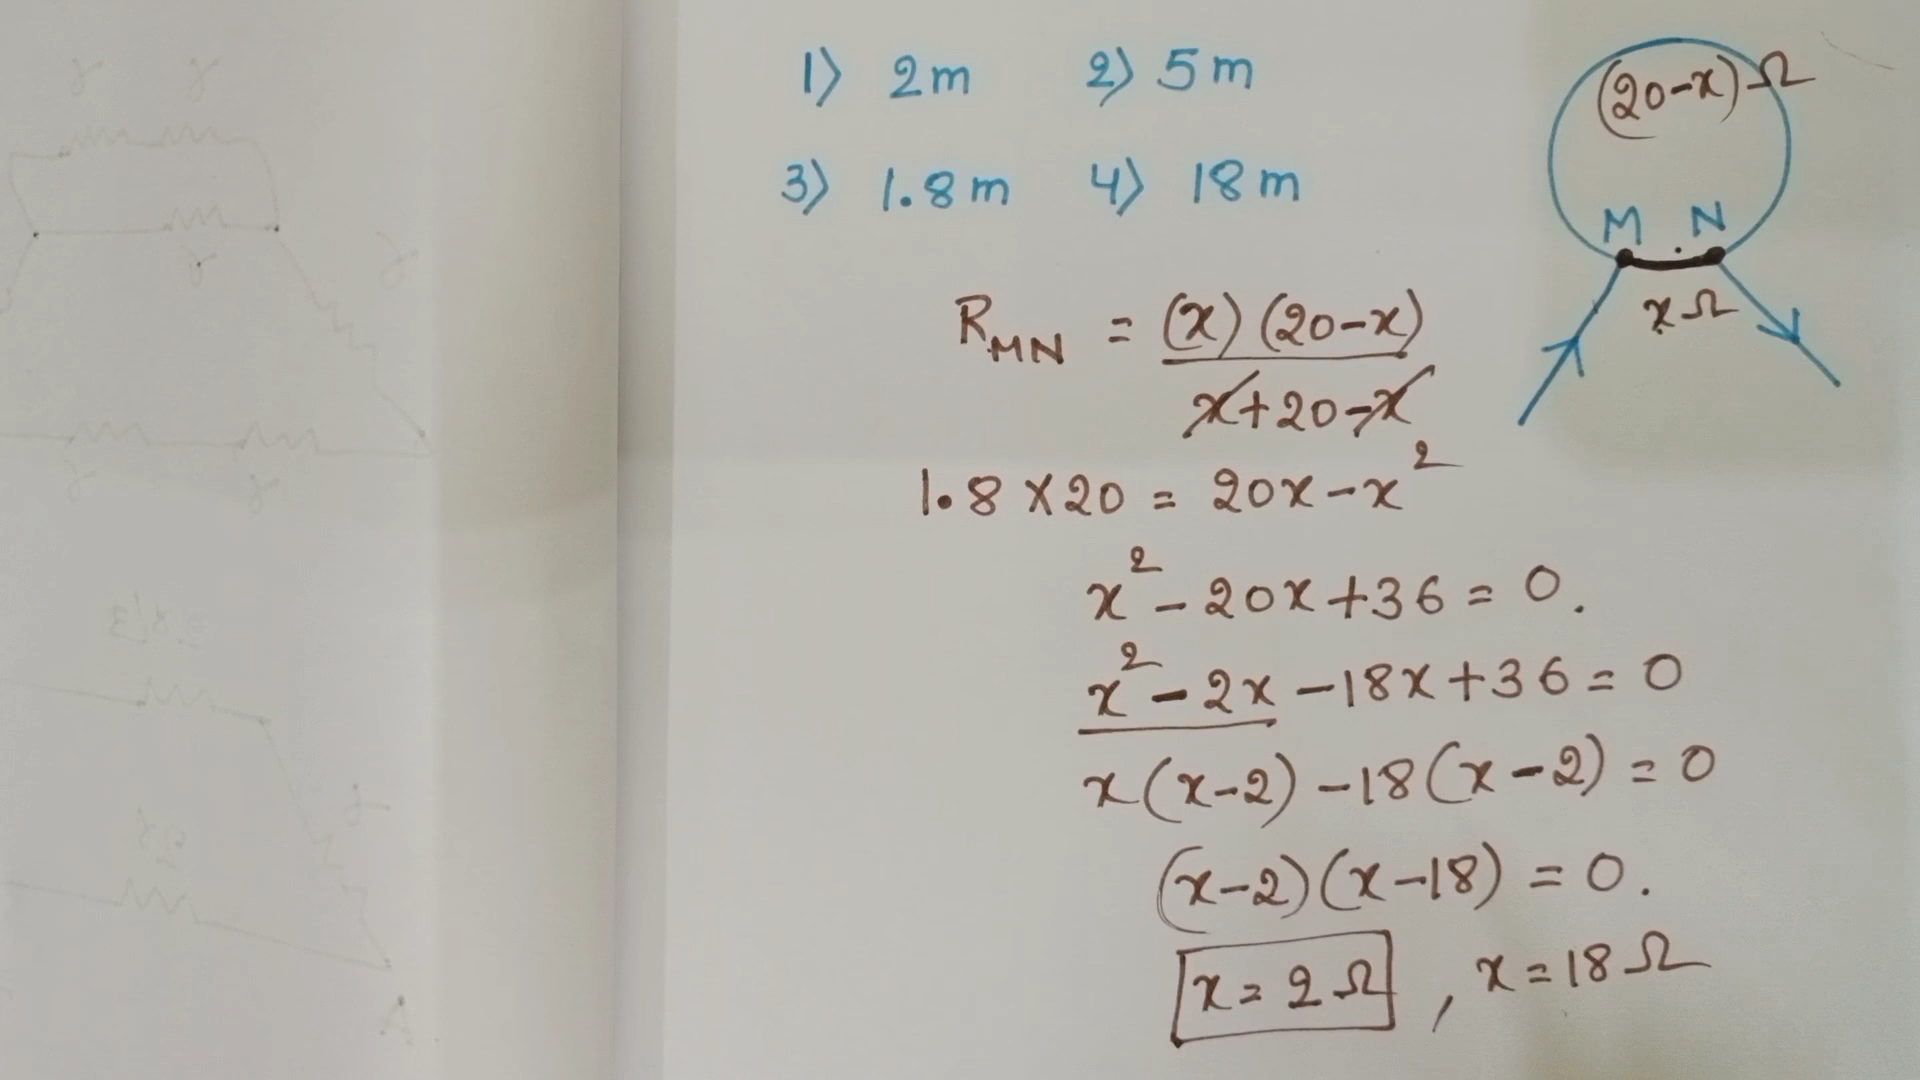 1) 2m 2) 5m
3) 1.8m 4) 18m
(20-x)Ω
M N
xΩ
R_MN = (x)(20-x) / x+20-x
1.8 X 20 = 20x-x²
x² - 20x+36 = 0.
x² - 2x - 18x+36 = 0
x(x-2) - 18(x-2) = 0
(x-2)(x-18) = 0.
x = 2Ω , x = 18Ω